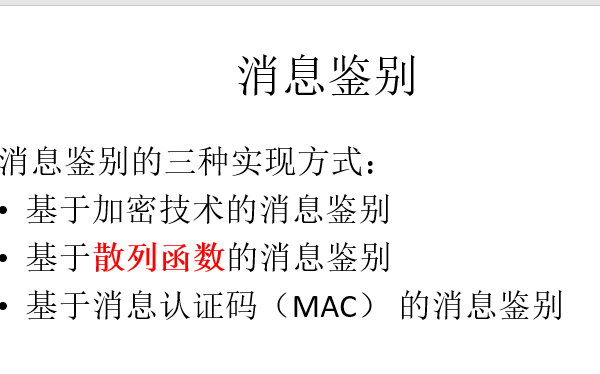 消息鉴别
消息鉴别的三种实现方式：
• 基于加密技术的消息鉴别
• 基于散列函数的消息鉴别
• 基于消息认证码（MAC） 的消息鉴别